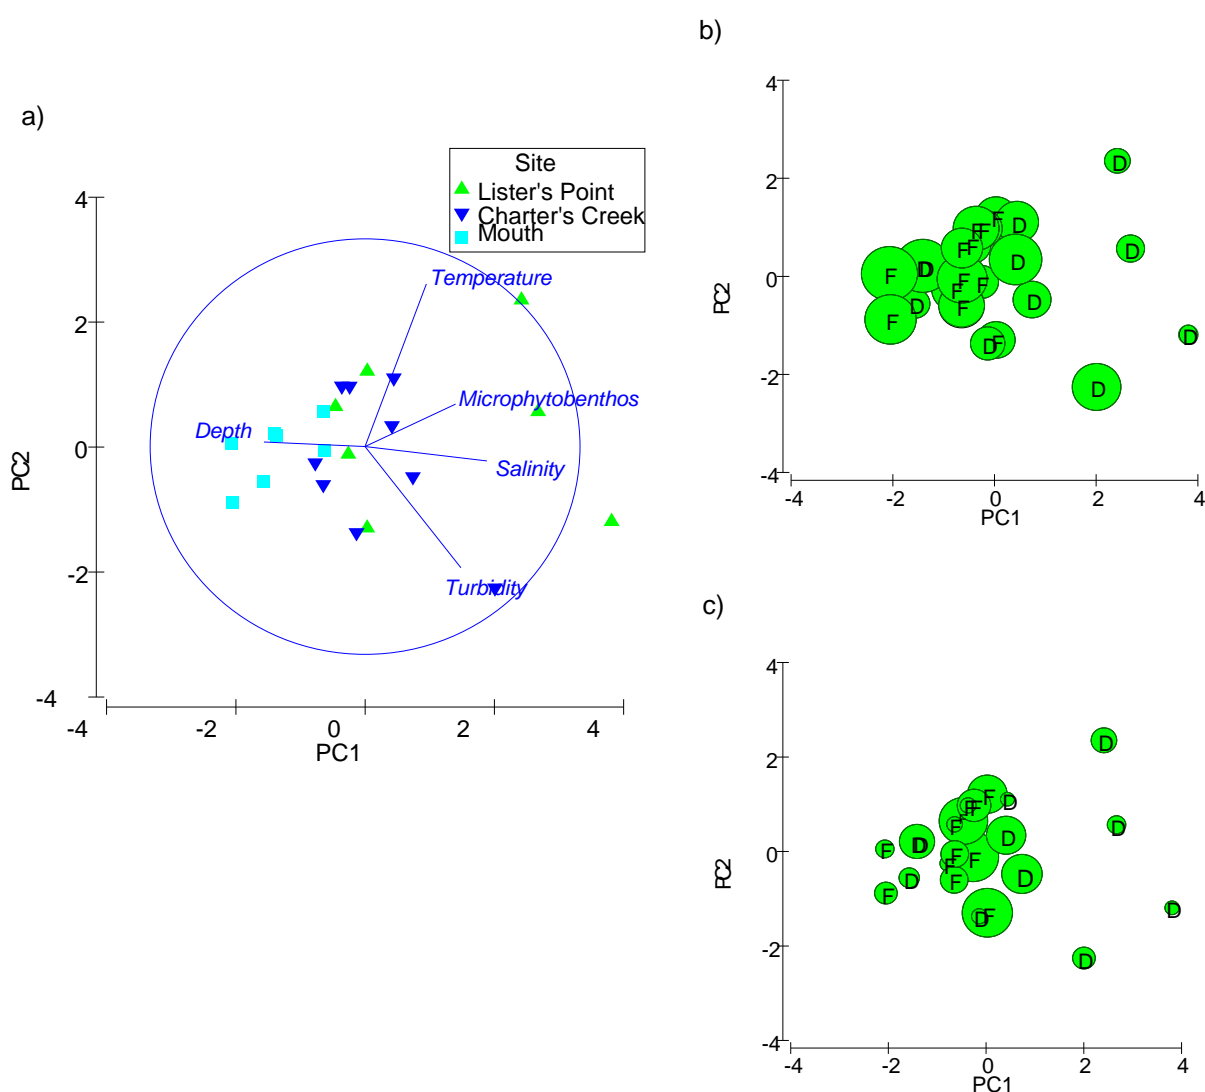 a)
Site
Lister's Point
Charter's Creek
Mouth
4
2
0
-2
-4
PC2
Temperature
Microphytobenthos
Depth
Salinity
Turbidity
-4
-2
0
2
4
PC1
b)
4
2
0
-2
-4
PC2
D
D
D
D
F
D
F
F
F
F
D
F
D
D
F
F
F
D
F
F
D
F
D
-4
-2
0
2
4
PC1
c)
4
2
0
-2
-4
PC2
D
D
D
D
F
F
F
D
F
F
D
D
D
F
F
F
F
F
D
F
D
F
D
-4
-2
0
2
4
PC1